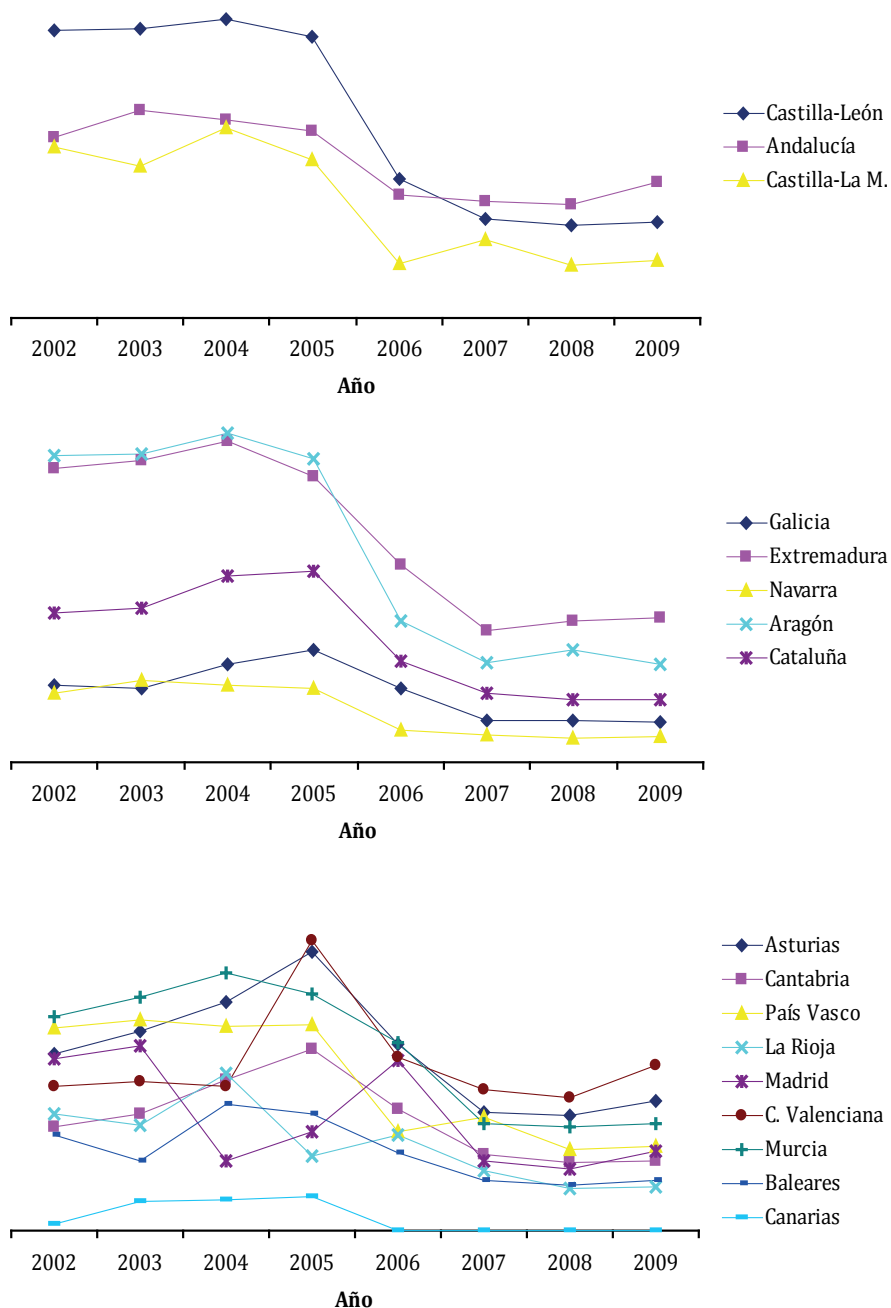 Castilla-León
Andalucía
Castilla-La M.
2002 2003 2004 2005 2006 2007 2008 2009
Año
Galicia
Extremadura
Navarra
Aragón
Cataluña
2002 2003 2004 2005 2006 2007 2008 2009
Año
Asturias
Cantabria
País Vasco
La Rioja
Madrid
C. Valenciana
Murcia
Baleares
Canarias
2002 2003 2004 2005 2006 2007 2008 2009
Año